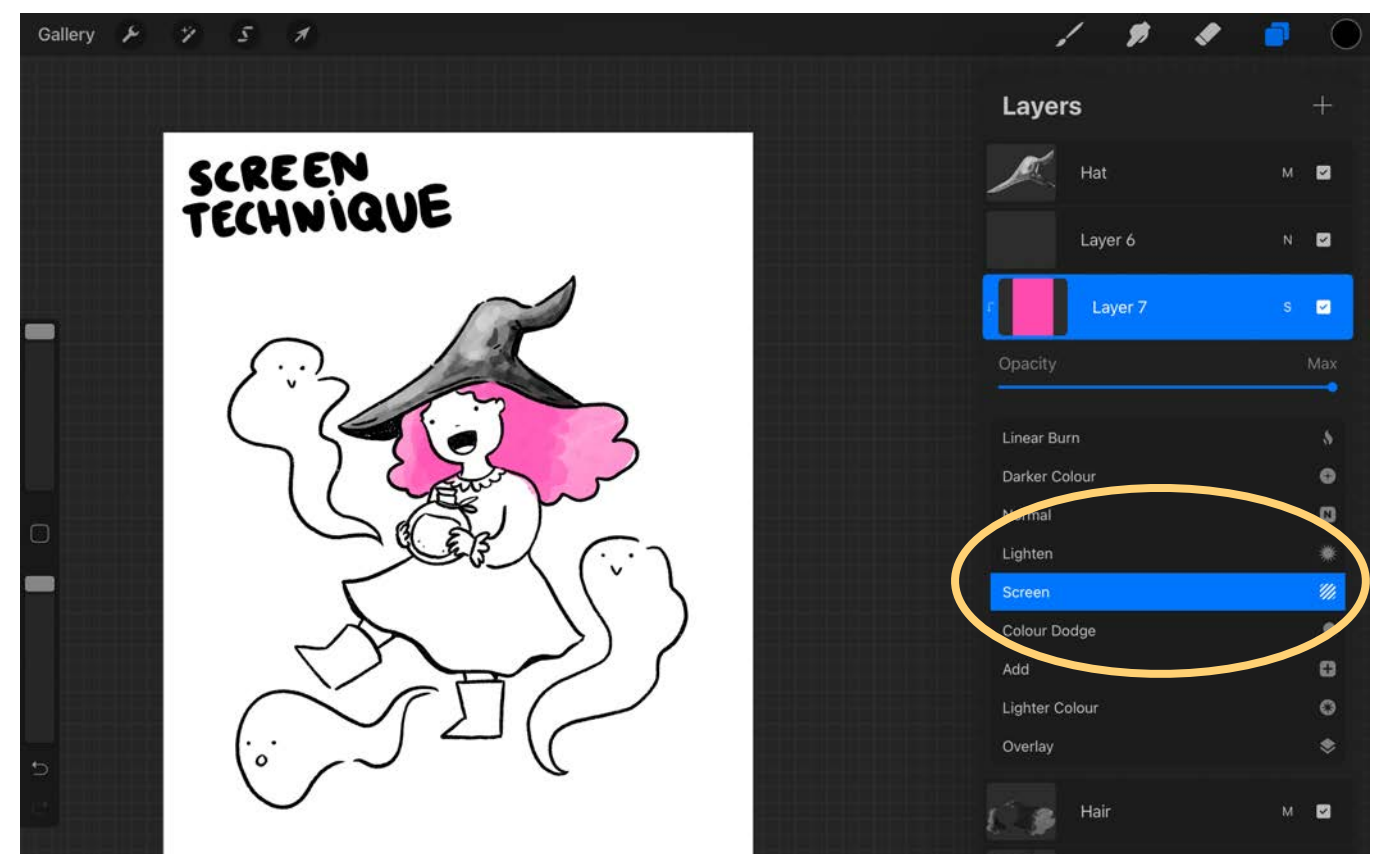 Gallery
SCREEN
TECHNIQUE
Layers
Hat M
Layer 6 N
Layer 7 S
Opacity Max
Linear Burn
Darker Colour
Normal N
Lighten
Screen
Colour Dodge
Add
Lighter Colour
Overlay
Hair M